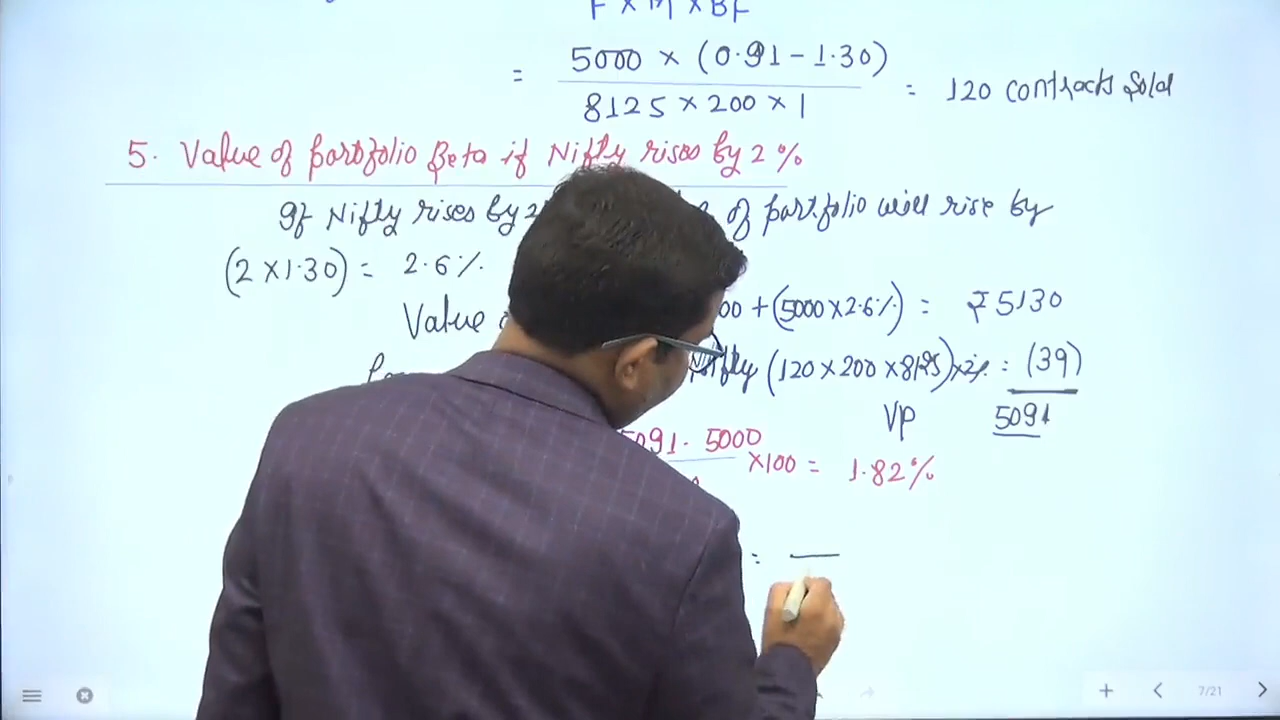 F × M × BF
= 5000 × (0.91 - 1.30) / 8125 × 200 × 1 = 120 contracts sold
5. Value of portfolio Beta if Nifty rises by 2%
If Nifty rises by 2 of portfolio will rise by
(2 × 1.30) = 2.6%.
Value 00 + (5000 × 2.6%) = ₹5130
Nifty (120 × 200 × 8125) × 2% = (39)
VP 5091
5091 - 5000 × 100 = 1.82%
=
7/21